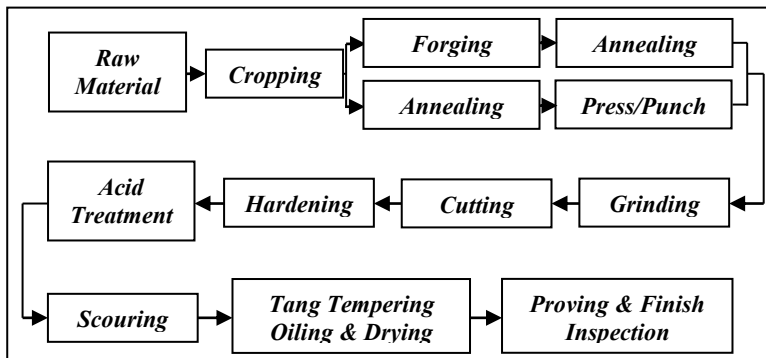 Raw
Material
Cropping
Forging
Annealing
Annealing
Press/Punch
Acid
Treatment
Hardening
Cutting
Grinding
Scouring
Tang Tempering
Oiling & Drying
Proving & Finish
Inspection